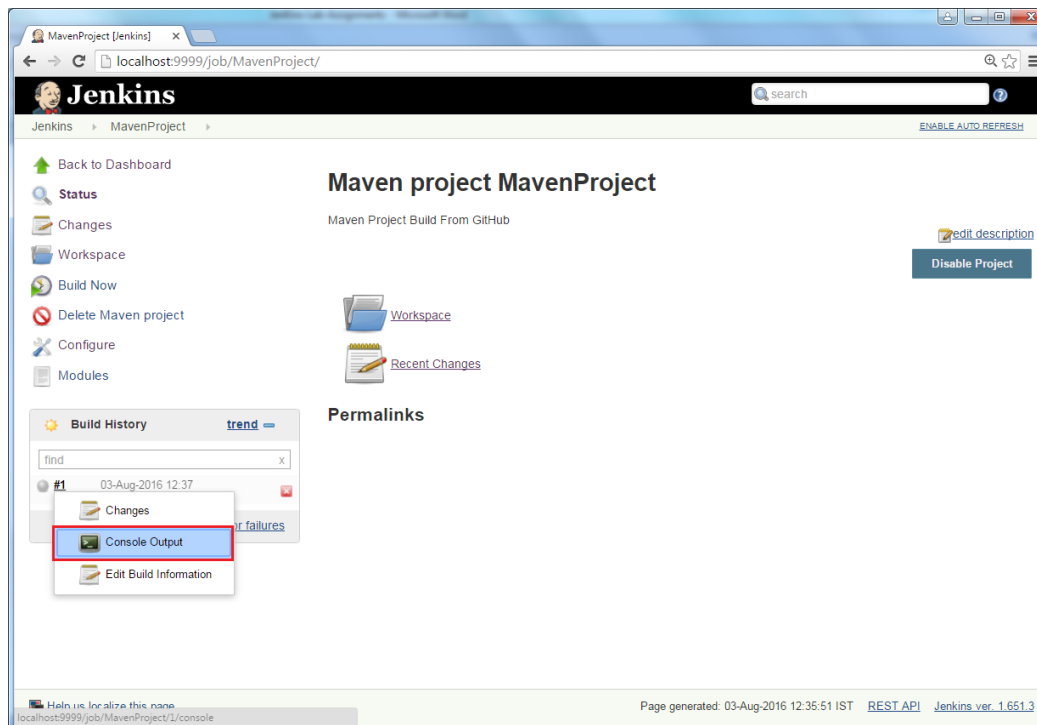 MavenProject [Jenkins] x
localhost:9999/job/MavenProject/
Jenkins
search
Jenkins MavenProject
ENABLE AUTO REFRESH
Back to Dashboard
Status
Changes
Workspace
Build Now
Delete Maven project
Configure
Modules
Maven project MavenProject
Maven Project Build From GitHub
edit description
Disable Project
Workspace
Recent Changes
Permalinks
Build History trend
find x
#1 03-Aug-2016 12:37
Changes
failures
Console Output
Edit Build Information
Help us localize this page
localhost:9999/job/MavenProject/1/console
Page generated: 03-Aug-2016 12:35:51 IST REST API Jenkins ver. 1.651.3